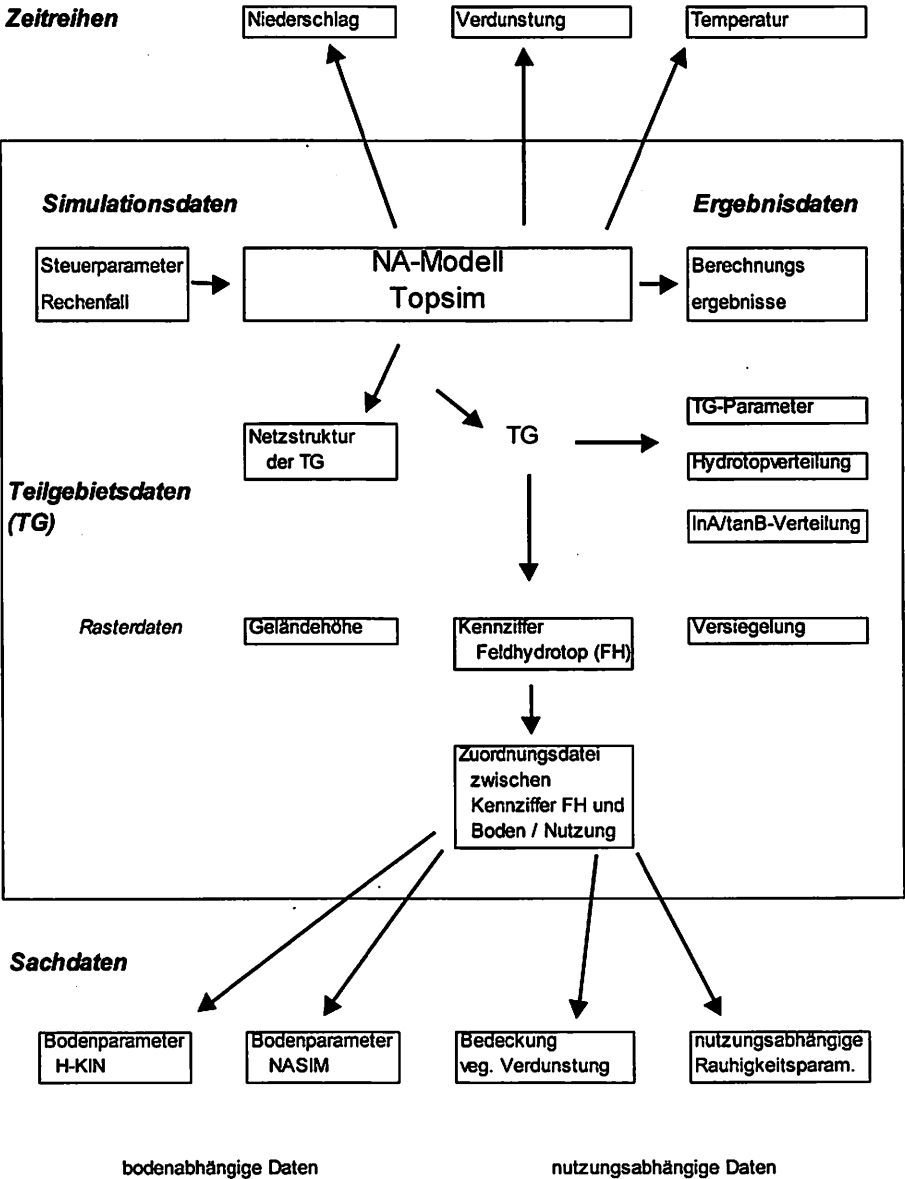 Zeitreihen
Niederschlag
Verdunstung
Temperatur
Simulationsdaten
Ergebnisdaten
Steuerparameter
Rechenfall
NA-Modell
Topsim
Berechnungs
ergebnisse
Netzstruktur
der TG
TG
TG-Parameter
Hydrotopverteilung
lnA/tanB-Verteilung
Teilgebietsdaten
(TG)
Rasterdaten
Geländehöhe
Kennziffer
Feldhydrotop (FH)
Versiegelung
Zuordnungsdatei
zwischen
Kennziffer FH und
Boden / Nutzung
Sachdaten
Bodenparameter
H-KIN
Bodenparameter
NASIM
Bedeckung
veg. Verdunstung
nutzungsabhängige
Rauhigkeitsparam.
bodenabhängige Daten
nutzungsabhängige Daten